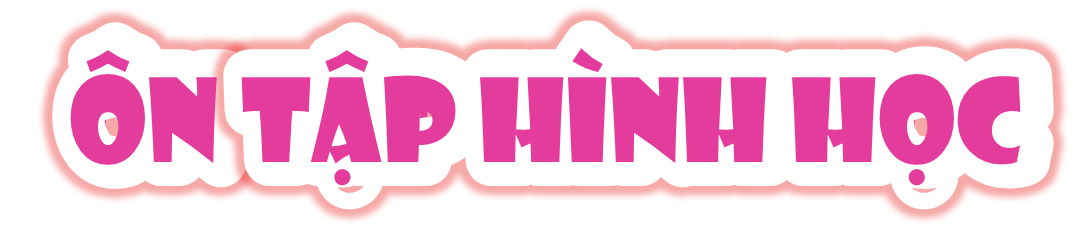 ÔN TẬP HÌNH HỌC